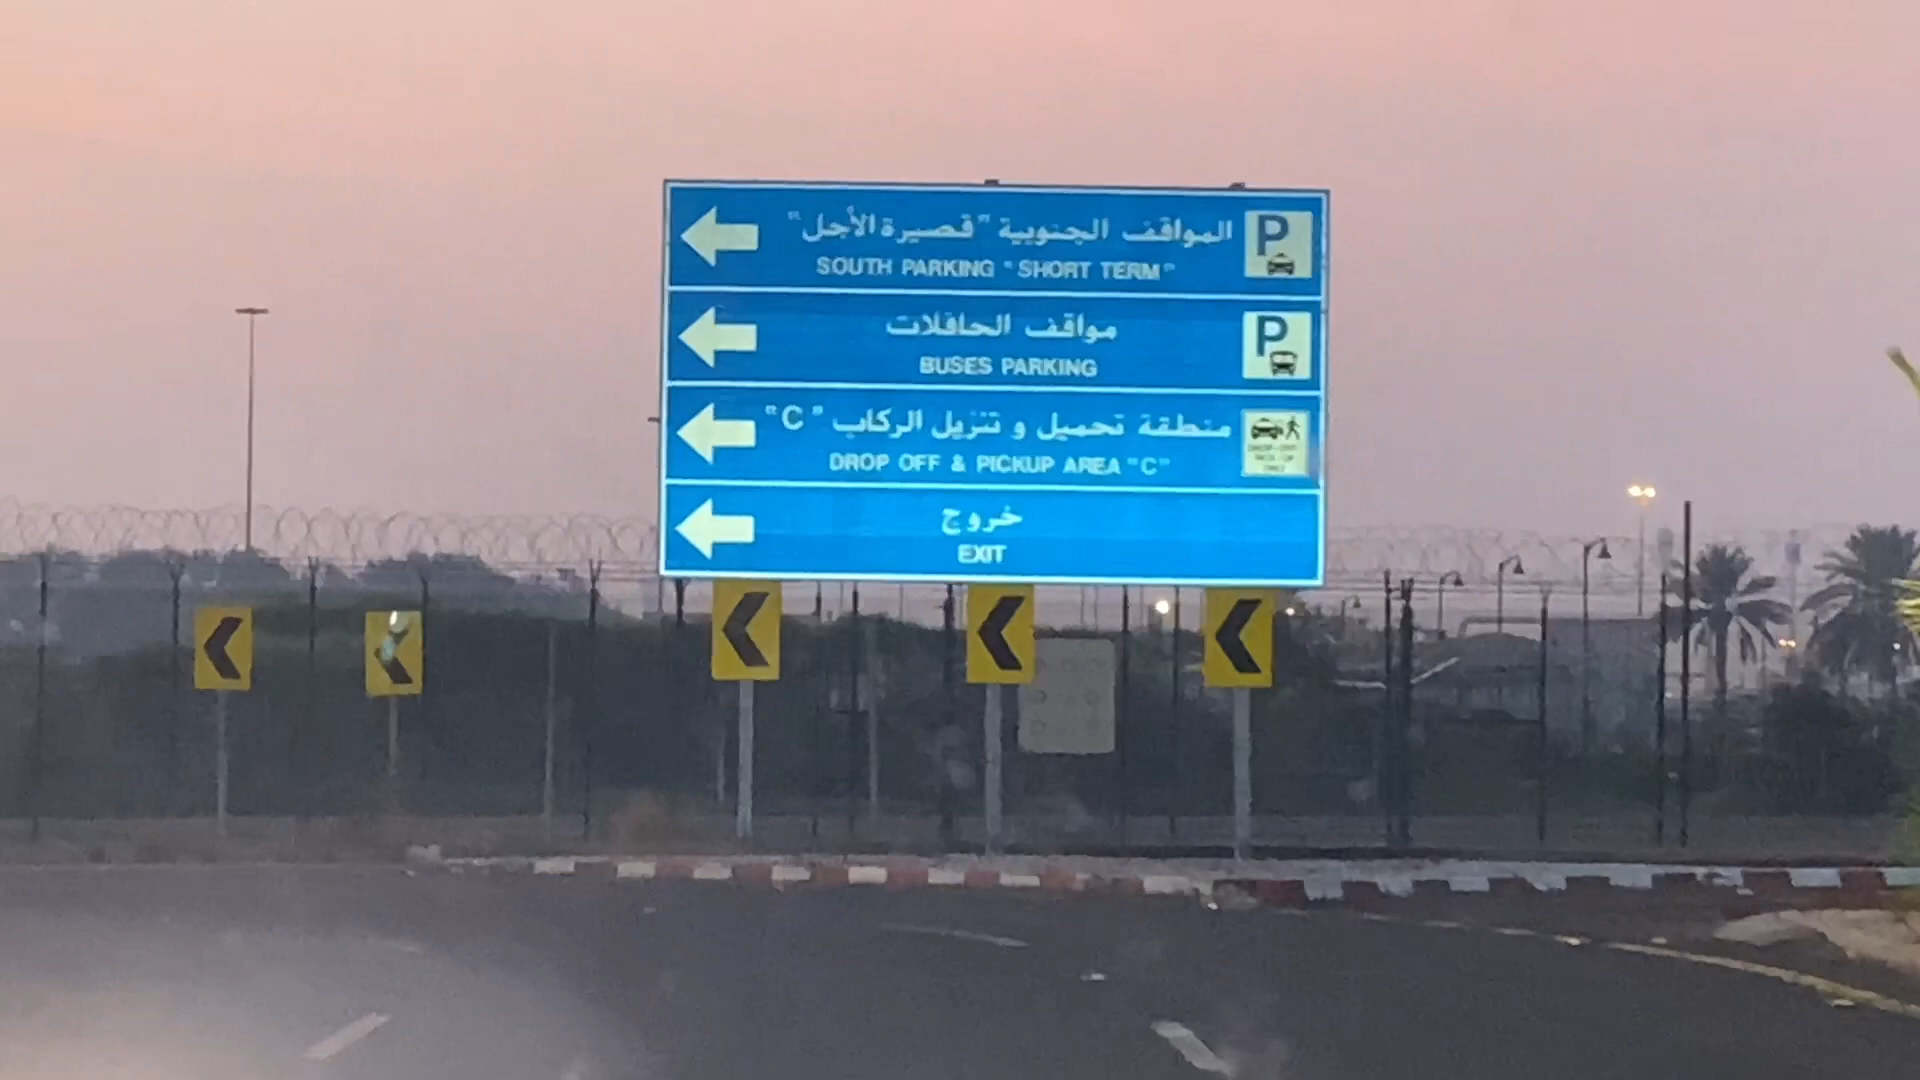 المواقف الجنوبية "قصيرة الأجل"
P
SOUTH PARKING "SHORT TERM"
مواقف الحافلات
P
BUSES PARKING
منطقة تحميل و تنزيل الركاب "C"
DROP OFF & PICKUP AREA "C"
خروج
EXIT